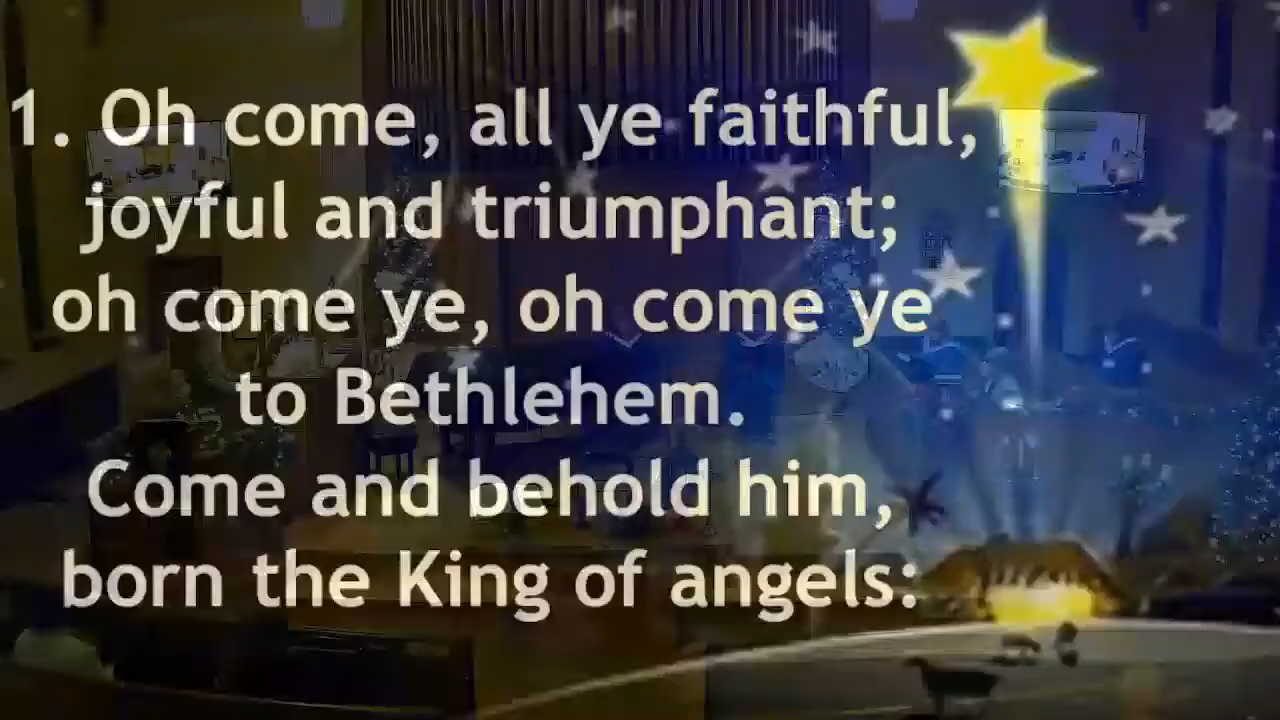 1. Oh come, all ye faithful,
joyful and triumphant;
oh come ye, oh come ye
to Bethlehem.
Come and behold him,
born the King of angels: